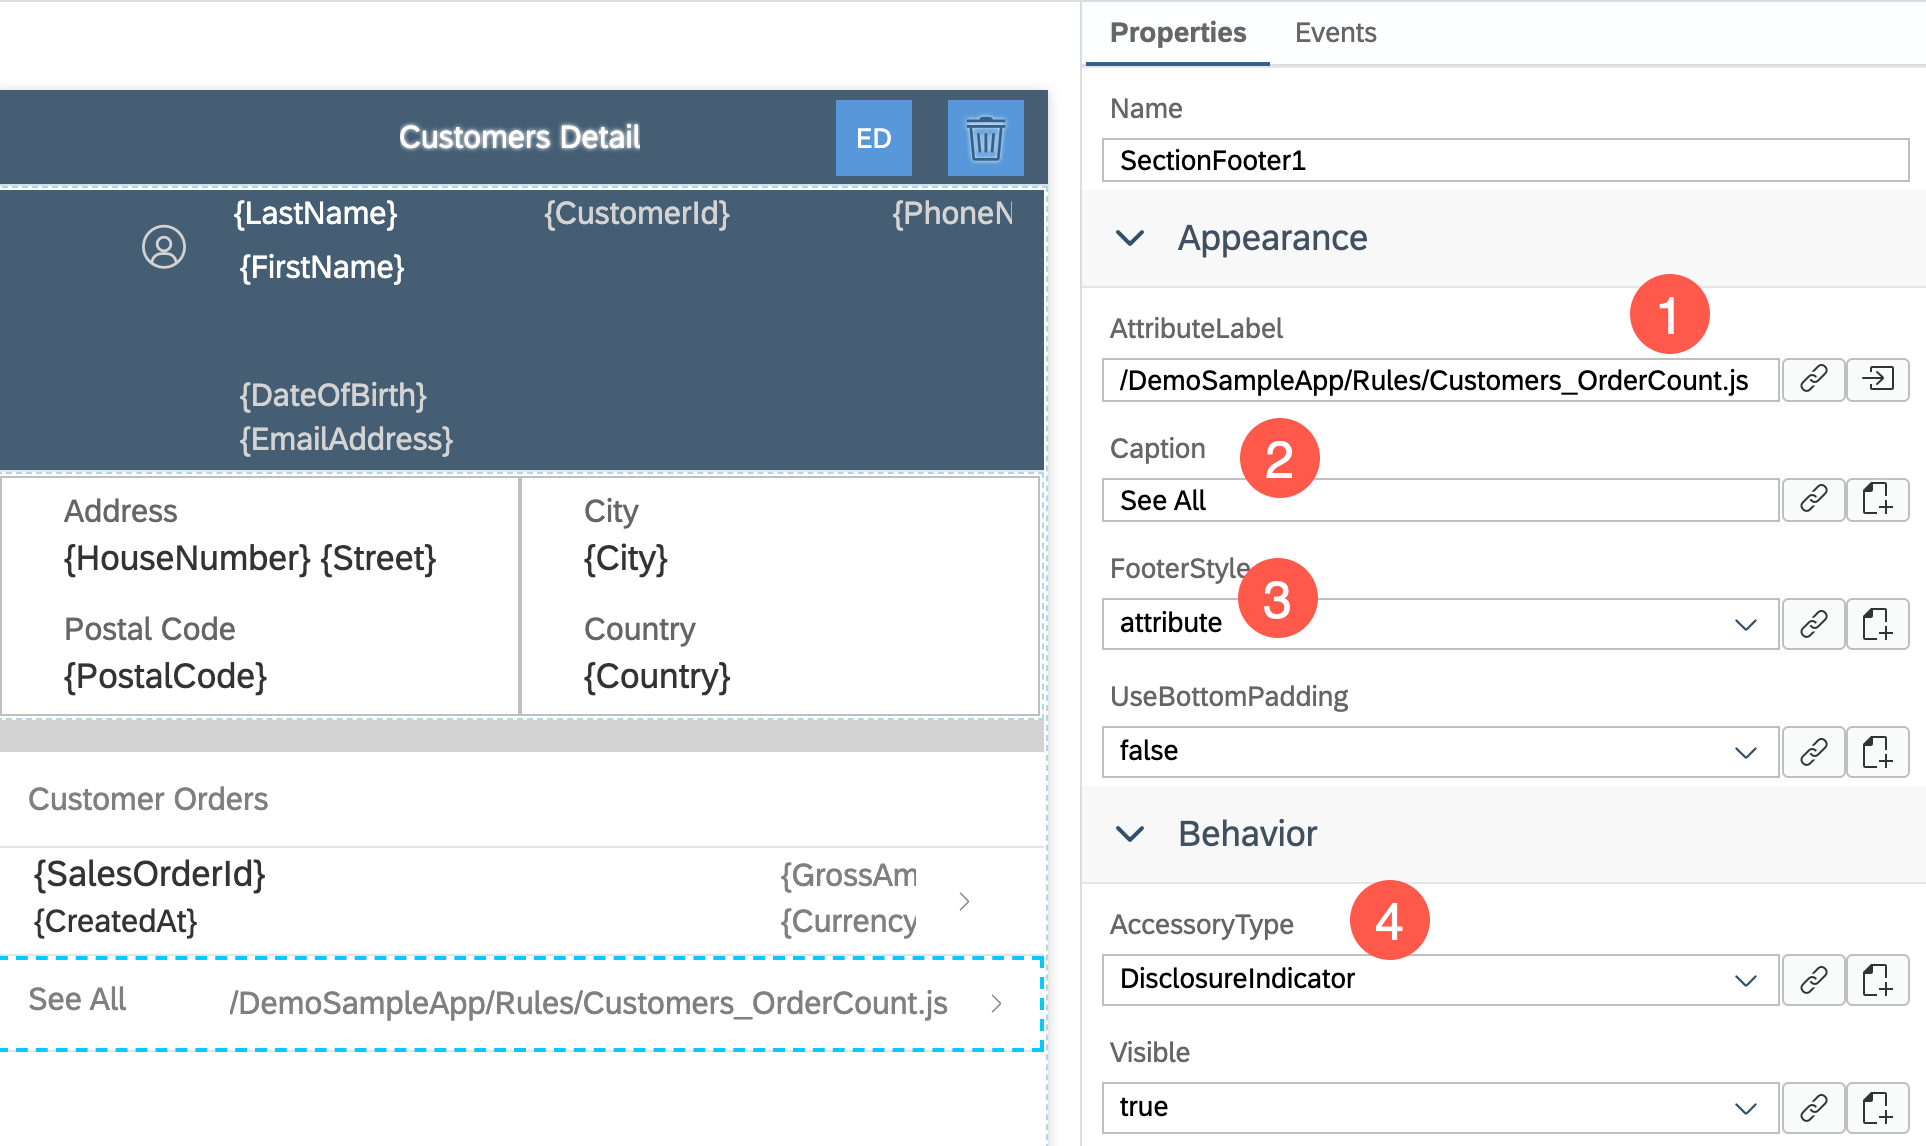 Customers Detail
ED
{LastName}
{CustomerId}
{PhoneN
{FirstName}
{DateOfBirth}
{EmailAddress}
Address
{HouseNumber} {Street}
City
{City}
Postal Code
{PostalCode}
Country
{Country}
Customer Orders
{SalesOrderId}
{GrossAm
{CreatedAt}
{Currency
See All
/DemoSampleApp/Rules/Customers_OrderCount.js
Properties
Events
Name
SectionFooter1
Appearance
1
AttributeLabel
/DemoSampleApp/Rules/Customers_OrderCount.js
Caption
2
See All
FooterStyle
3
attribute
UseBottomPadding
false
Behavior
AccessoryType
4
DisclosureIndicator
Visible
true